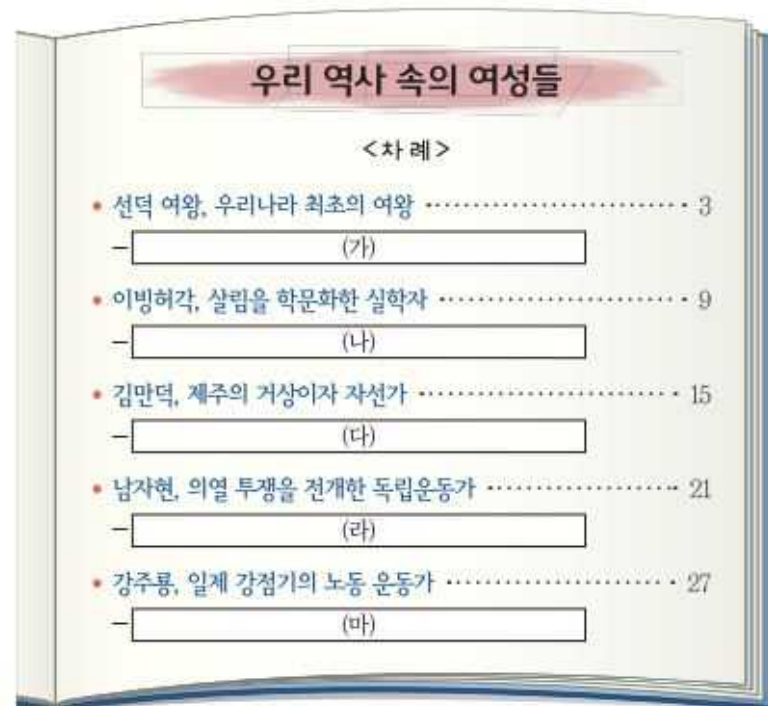 우리 역사 속의 여성들
<차 례>
• 선덕 여왕, 우리나라 최초의 여왕 ························ 3
- (가)
• 이빙허각, 살림을 학문화한 실학자 ························ 9
- (나)
• 김만덕, 제주의 거상이자 자선가 ························ 15
- (다)
• 남자현, 의열 투쟁을 전개한 독립운동가 ···················· 21
- (라)
• 강주룡, 일제 강점기의 노동 운동가 ······················ 27
- (마)